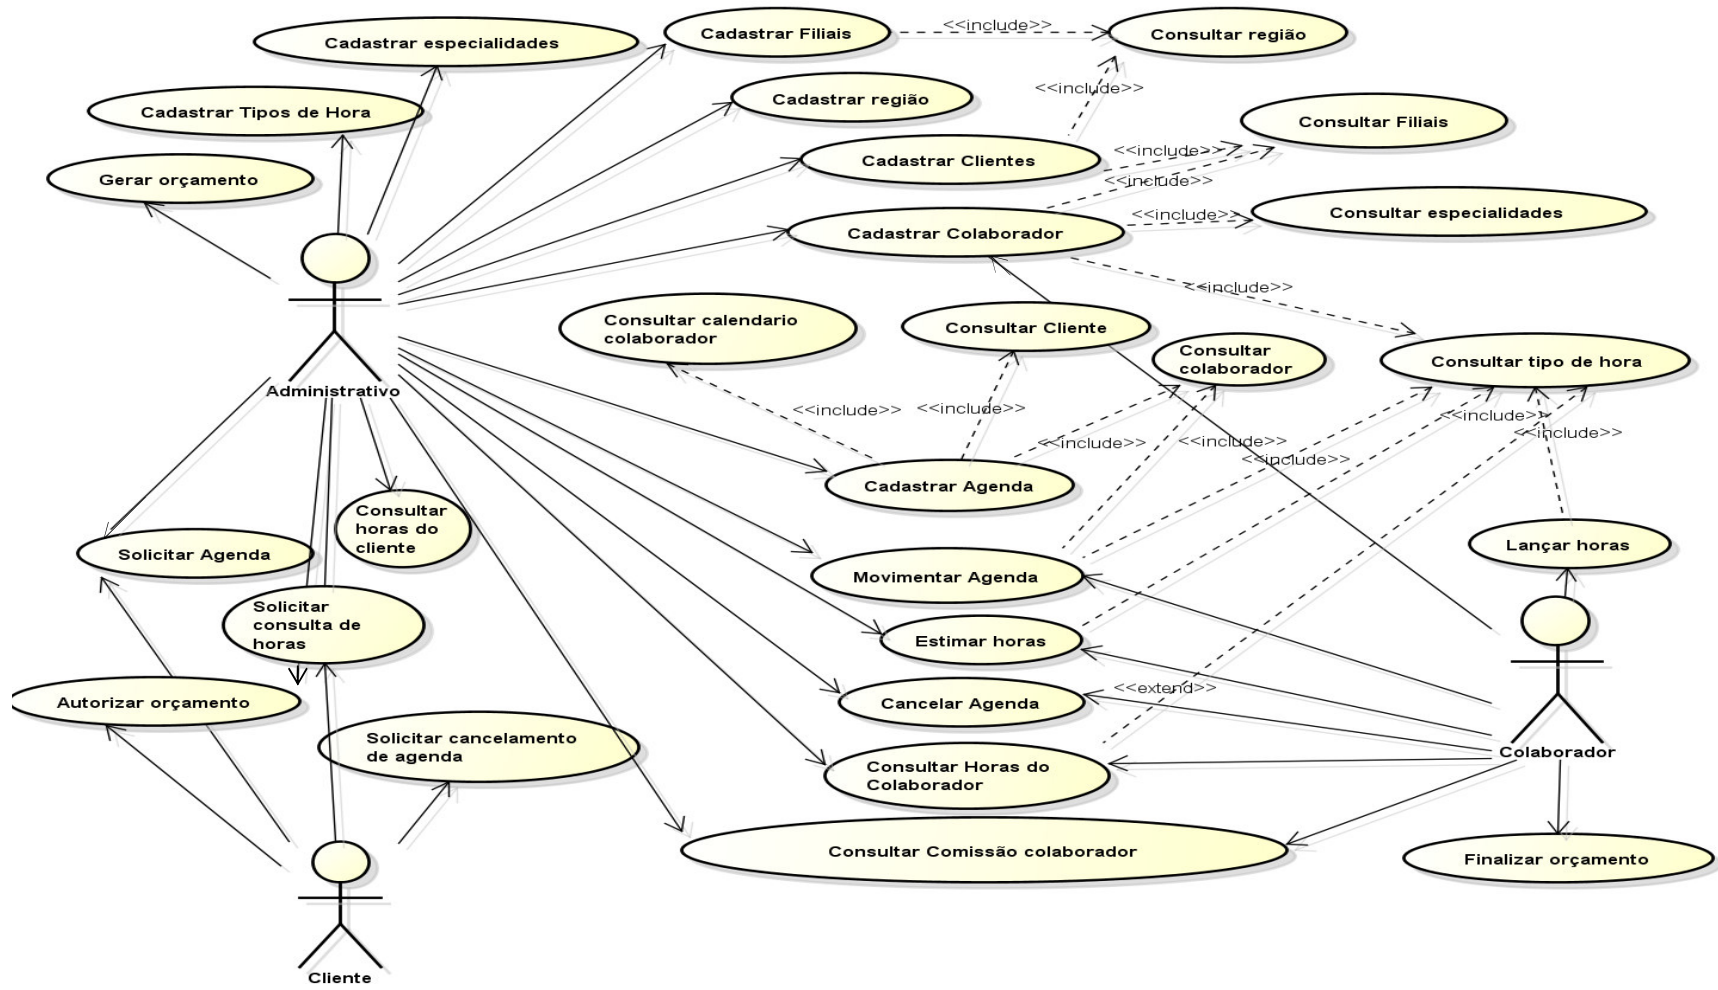 Cadastrar especialidades
Cadastrar Filiais
<<include>>
Consultar região
Cadastrar Tipos de Hora
Cadastrar região
<<include>>
Consultar Filiais
Gerar orçamento
Cadastrar Clientes
<<include>>
<<include>>
Cadastrar Colaborador
<<include>>
Consultar especialidades
<<include>>
Consultar calendario
colaborador
Consultar Cliente
Consultar
colaborador
Consultar tipo de hora
Administrativo
<<include>>
<<include>>
<<include>>
<<include>>
<<include>>
<<include>>
<<include>>
Cadastrar Agenda
Consultar
horas do
cliente
Solicitar Agenda
Lançar horas
Movimentar Agenda
Solicitar
consulta de
horas
Estimar horas
Autorizar orçamento
Cancelar Agenda
<<extend>>
Solicitar cancelamento
de agenda
Colaborador
Consultar Horas do
Colaborador
Consultar Comissão colaborador
Finalizar orçamento
Cliente